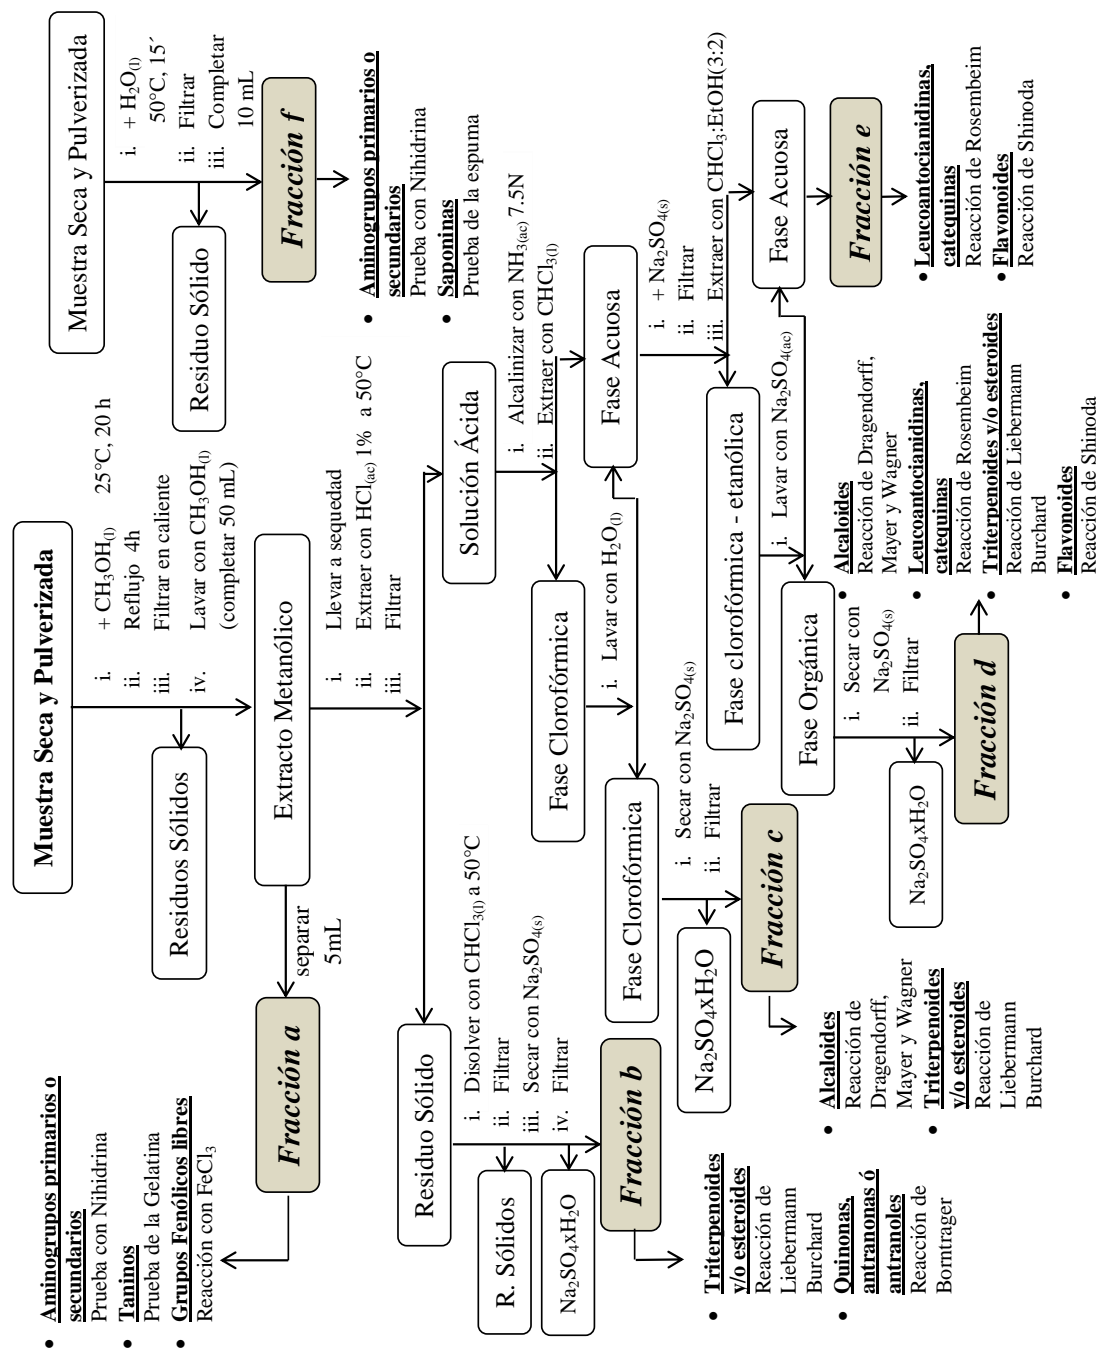 Muestra Seca y Pulverizada
i. + CH₃OH₍ₗ₎ 25°C, 20 h
ii. Reflujo 4h
iii. Filtrar en caliente
iv. Lavar con CH₃OH₍ₗ₎
(completar 50 mL)
Residuos Sólidos
Extracto Metanólico
separar
5mL
Fracción a
• Aminogrupos primarios o
secundarios
Prueba con Nihidrina
• Taninos
Prueba de la Gelatina
• Grupos Fenólicos libres
Reacción con FeCl₃
i. Llevar a sequedad
ii. Extraer con HCl(ac) 1% a 50°C
iii. Filtrar
Residuo Sólido
i. Disolver con CHCl₃₍ₗ₎ a 50°C
ii. Filtrar
iii. Secar con Na₂SO₄(s)
iv. Filtrar
R. Sólidos
Na₂SO₄xH₂O
Fracción b
• Triterpenoides
y/o esteroides
Reacción de
Liebermann
Burchard
• Quinonas,
antranonas ó
antranoles
Reacción de
Borntrager
Solución Ácida
i. Alcalinizar con NH₃(ac) 7.5N
ii. Extraer con CHCl₃₍ₗ₎
Fase Clorofórmica
Fase Acuosa
i. Lavar con H₂O₍ₗ₎
Fase Clorofórmica
i. Secar con Na₂SO₄(s)
ii. Filtrar
Na₂SO₄xH₂O
Fracción c
• Alcaloides
Reacción de
Dragendorff,
Mayer y Wagner
• Triterpenoides
y/o esteroides
Reacción de
Liebermann
Burchard
i. + Na₂SO₄(s)
ii. Filtrar
iii. Extraer con CHCl₃:EtOH(3:2)
Fase clorofórmica - etanólica
Fase Acuosa
i. Lavar con Na₂SO₄(ac)
Fase Orgánica
i. Secar con
Na₂SO₄(s)
ii. Filtrar
Na₂SO₄xH₂O
Fracción d
• Alcaloides
Reacción de Dragendorff,
Mayer y Wagner
• Leucoantocianidinas,
catequinas
Reacción de Rosembeim
• Triterpenoides y/o esteroides
Reacción de Liebermann
Burchard
• Flavonoides
Reacción de Shinoda
Fracción e
• Leucoantocianidinas,
catequinas
Reacción de Rosembeim
• Flavonoides
Reacción de Shinoda
Muestra Seca y Pulverizada
i. + H₂O₍ₗ₎
50°C, 15´
ii. Filtrar
iii. Completar
10 mL
Residuo Sólido
Fracción f
• Aminogrupos primarios o
secundarios
Prueba con Nihidrina
• Saponinas
Prueba de la espuma